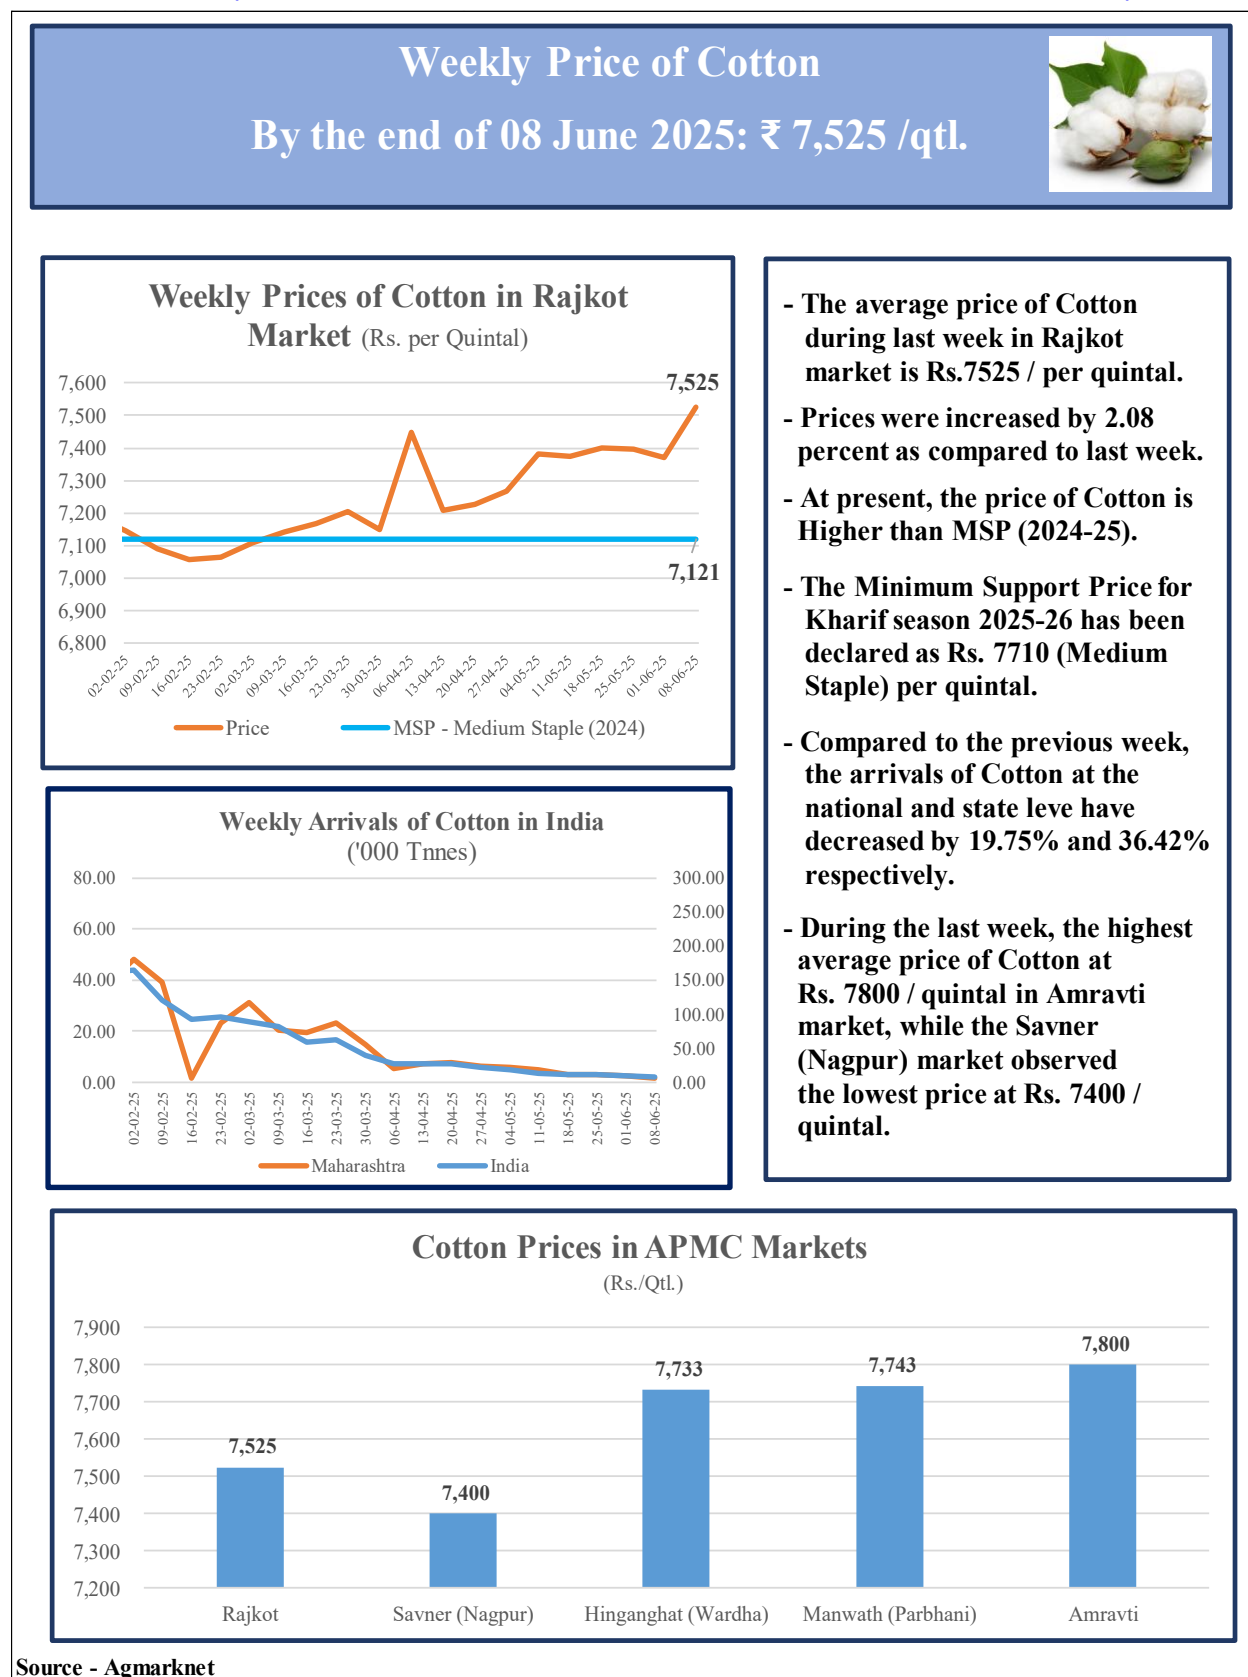 Weekly Price of Cotton
By the end of 08 June 2025: ₹ 7,525 /qtl.
Weekly Prices of Cotton in Rajkot
Market (Rs. per Quintal)
7,600
7,500
7,400
7,300
7,200
7,100
7,000
6,900
6,800
7,525
7,121
02-02-25
09-02-25
16-02-25
23-02-25
02-03-25
09-03-25
16-03-25
23-03-25
30-03-25
06-04-25
13-04-25
20-04-25
27-04-25
04-05-25
11-05-25
18-05-25
25-05-25
01-06-25
08-06-25
Price
MSP - Medium Staple (2024)
Weekly Arrivals of Cotton in India
('000 Tnnes)
80.00
60.00
40.00
20.00
0.00
300.00
250.00
200.00
150.00
100.00
50.00
0.00
02-02-25
09-02-25
16-02-25
23-02-25
02-03-25
09-03-25
16-03-25
23-03-25
30-03-25
06-04-25
13-04-25
20-04-25
27-04-25
04-05-25
11-05-25
18-05-25
25-05-25
01-06-25
08-06-25
Maharashtra
India
- The average price of Cotton
during last week in Rajkot
market is Rs.7525 / per quintal.
- Prices were increased by 2.08
percent as compared to last week.
- At present, the price of Cotton is
Higher than MSP (2024-25).
- The Minimum Support Price for
Kharif season 2025-26 has been
declared as Rs. 7710 (Medium
Staple) per quintal.
- Compared to the previous week,
the arrivals of Cotton at the
national and state leve have
decreased by 19.75% and 36.42%
respectively.
- During the last week, the highest
average price of Cotton at
Rs. 7800 / quintal in Amravti
market, while the Savner
(Nagpur) market observed
the lowest price at Rs. 7400 /
quintal.
Cotton Prices in APMC Markets
(Rs./Qtl.)
7,900
7,800
7,700
7,600
7,500
7,400
7,300
7,200
7,525
7,400
7,733
7,743
7,800
Rajkot
Savner (Nagpur)
Hinganghat (Wardha)
Manwath (Parbhani)
Amravti
Source - Agmarknet